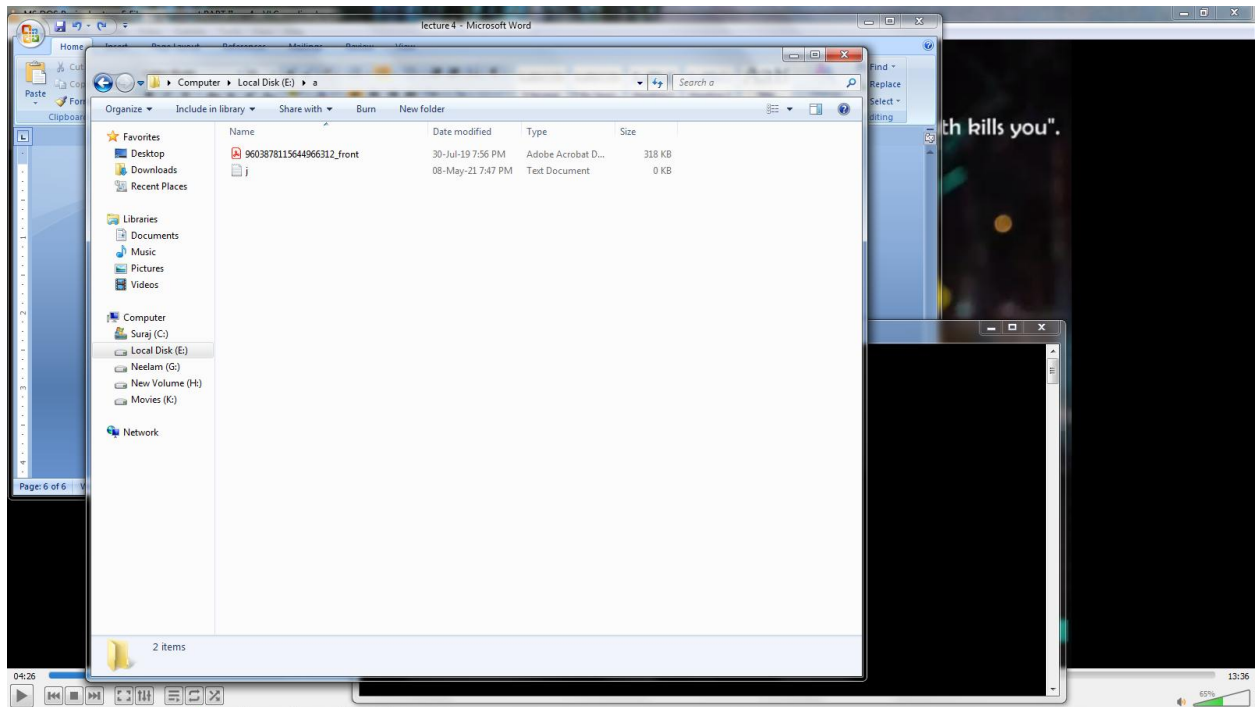 lecture 4 - Microsoft Word
Home
Paste
Clipboard
Find
Replace
Select
Computer Local Disk (E:) a
Search a
Organize Include in library Share with Burn New folder
Name Date modified Type Size
9603878115644966312_front 30-Jul-19 7:56 PM Adobe Acrobat D... 318 KB
j 08-May-21 7:47 PM Text Document 0 KB
Favorites
Desktop
Downloads
Recent Places
Libraries
Documents
Music
Pictures
Videos
Computer
Suraj (C:)
Local Disk (E:)
Neelam (G:)
New Volume (H:)
Movies (K:)
Network
th kills you".
Page: 6 of 6
2 items
04:26
13:36
65%